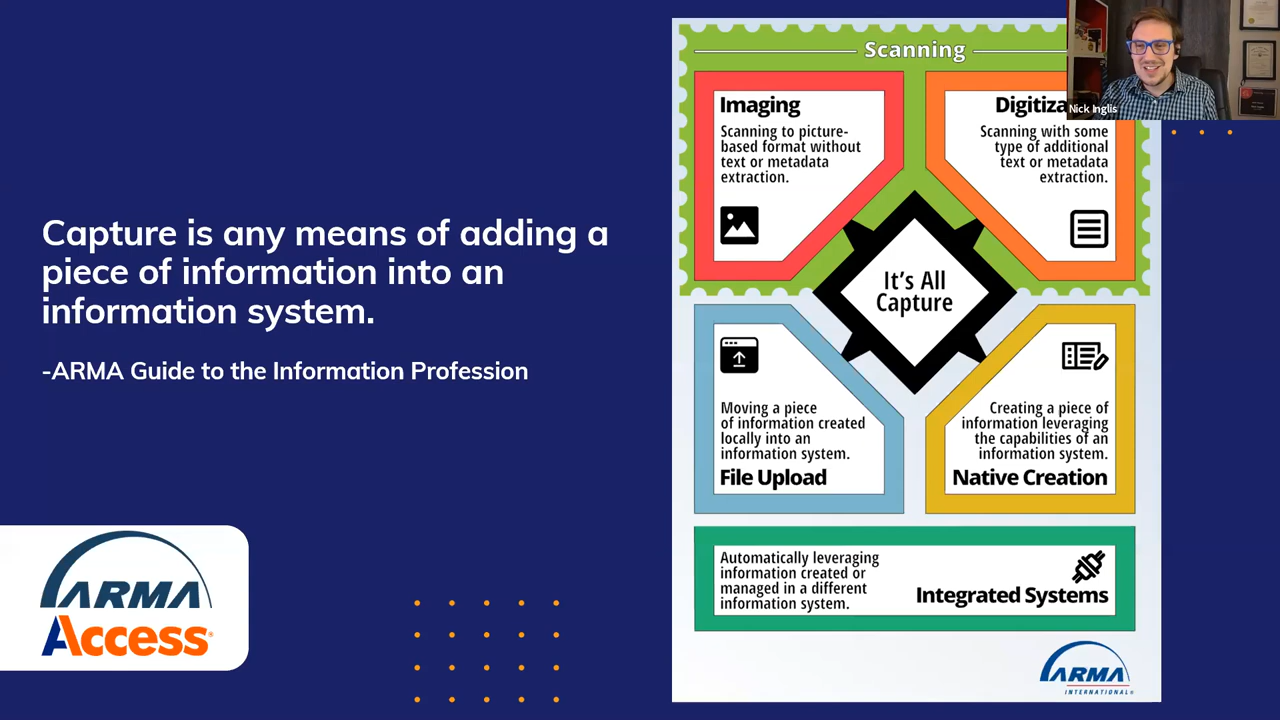 Capture is any means of adding a
piece of information into an
information system.
-ARMA Guide to the Information Profession
ARMA
Access®
Scanning
Imaging
Scanning to picture-
based format without
text or metadata
extraction.
Digitiza
Scanning with some
type of additional
text or metadata
extraction.
It's All
Capture
Moving a piece
of information created
locally into an
information system.
File Upload
Creating a piece of
information leveraging
the capabilities of an
information system.
Native Creation
Automatically leveraging
information created or
managed in a different
information system.
Integrated Systems
ARMA
INTERNATIONAL®
Nick Inglis